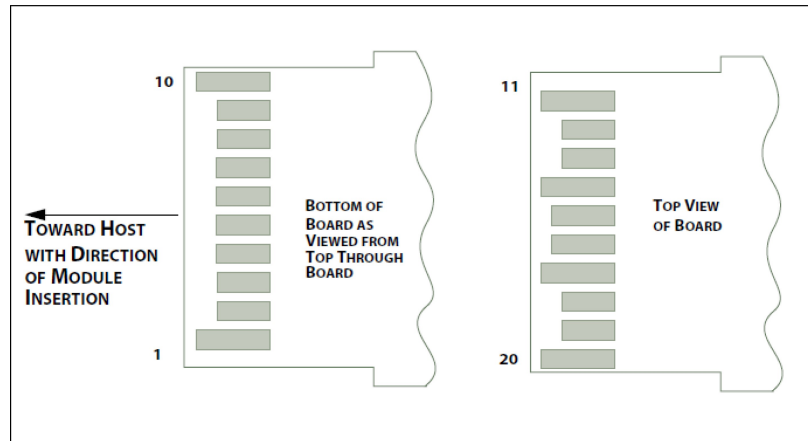 10
BOTTOM OF
BOARD AS
VIEWED FROM
TOP THROUGH
BOARD
TOWARD HOST
WITH DIRECTION
OF MODULE
INSERTION
1
11
TOP VIEW
OF BOARD
20